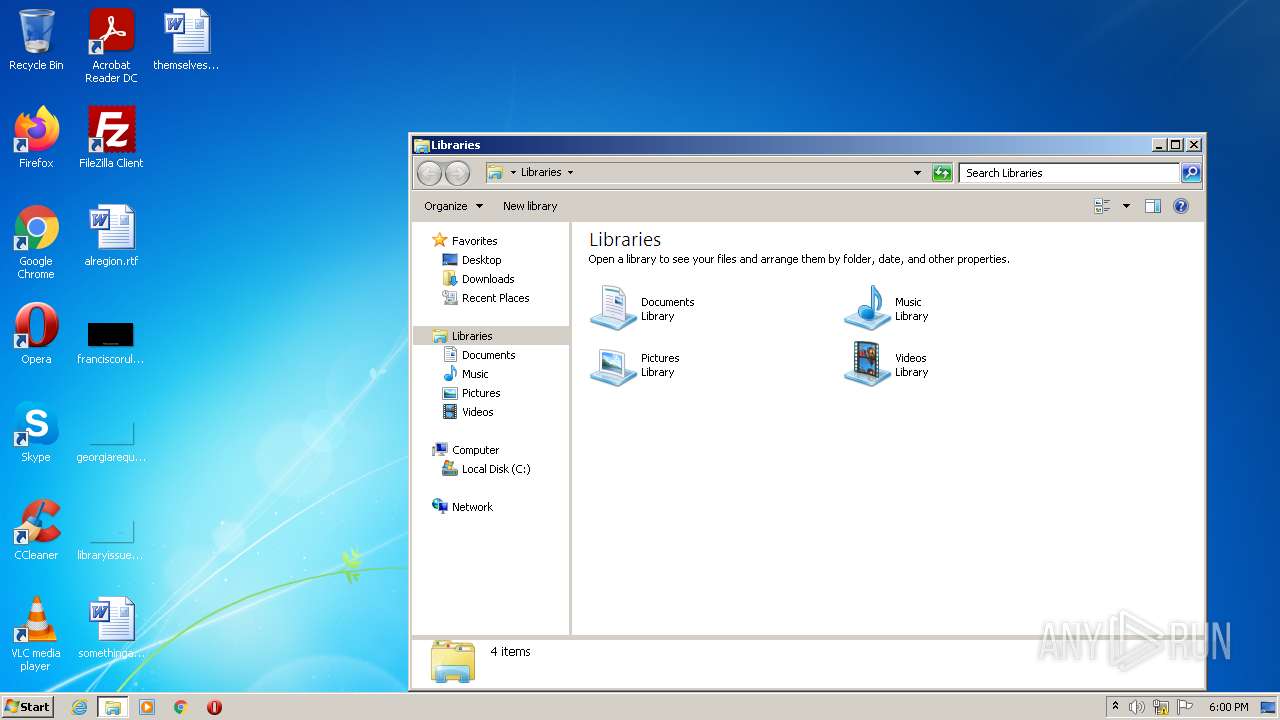 Recycle Bin
Acrobat
Reader DC
themselves...
Firefox
FileZilla Client
Google
Chrome
alregion.rtf
Opera
franciscorul...
Skype
georgiarequ...
CCleaner
libraryissue...
VLC media
player
somethinga...
Libraries
Libraries
Search Libraries
Organize
New library
Favorites
Desktop
Downloads
Recent Places
Libraries
Documents
Music
Pictures
Videos
Computer
Local Disk (C:)
Network
Libraries
Open a library to see your files and arrange them by folder, date, and other properties.
Documents
Library
Music
Library
Pictures
Library
Videos
Library
4 items
ANY RUN
Start
6:00 PM